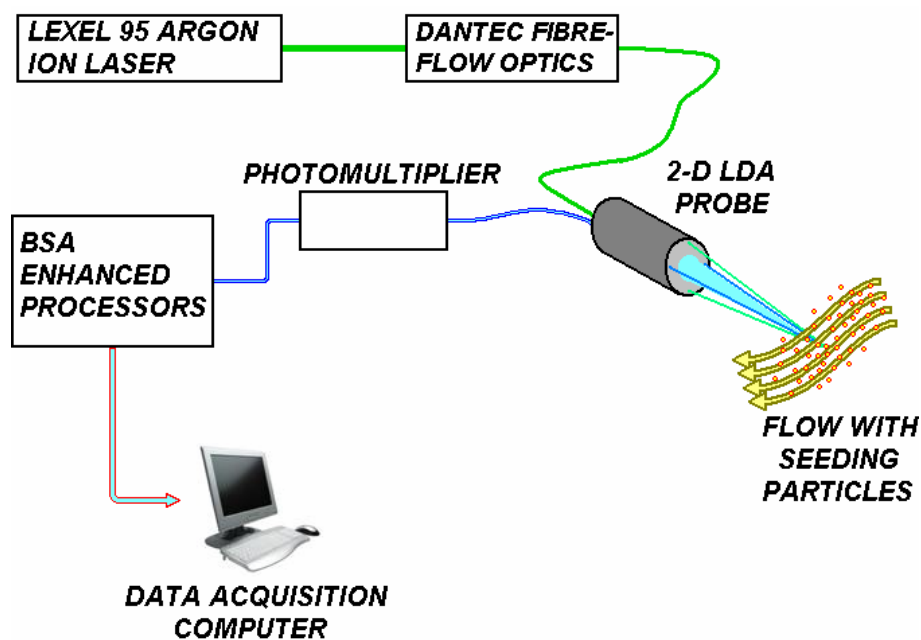 LEXEL 95 ARGON
ION LASER
DANTEC FIBRE-
FLOW OPTICS
PHOTOMULTIPLIER
2-D LDA
PROBE
BSA
ENHANCED
PROCESSORS
FLOW WITH
SEEDING
PARTICLES
DATA ACQUISITION
COMPUTER